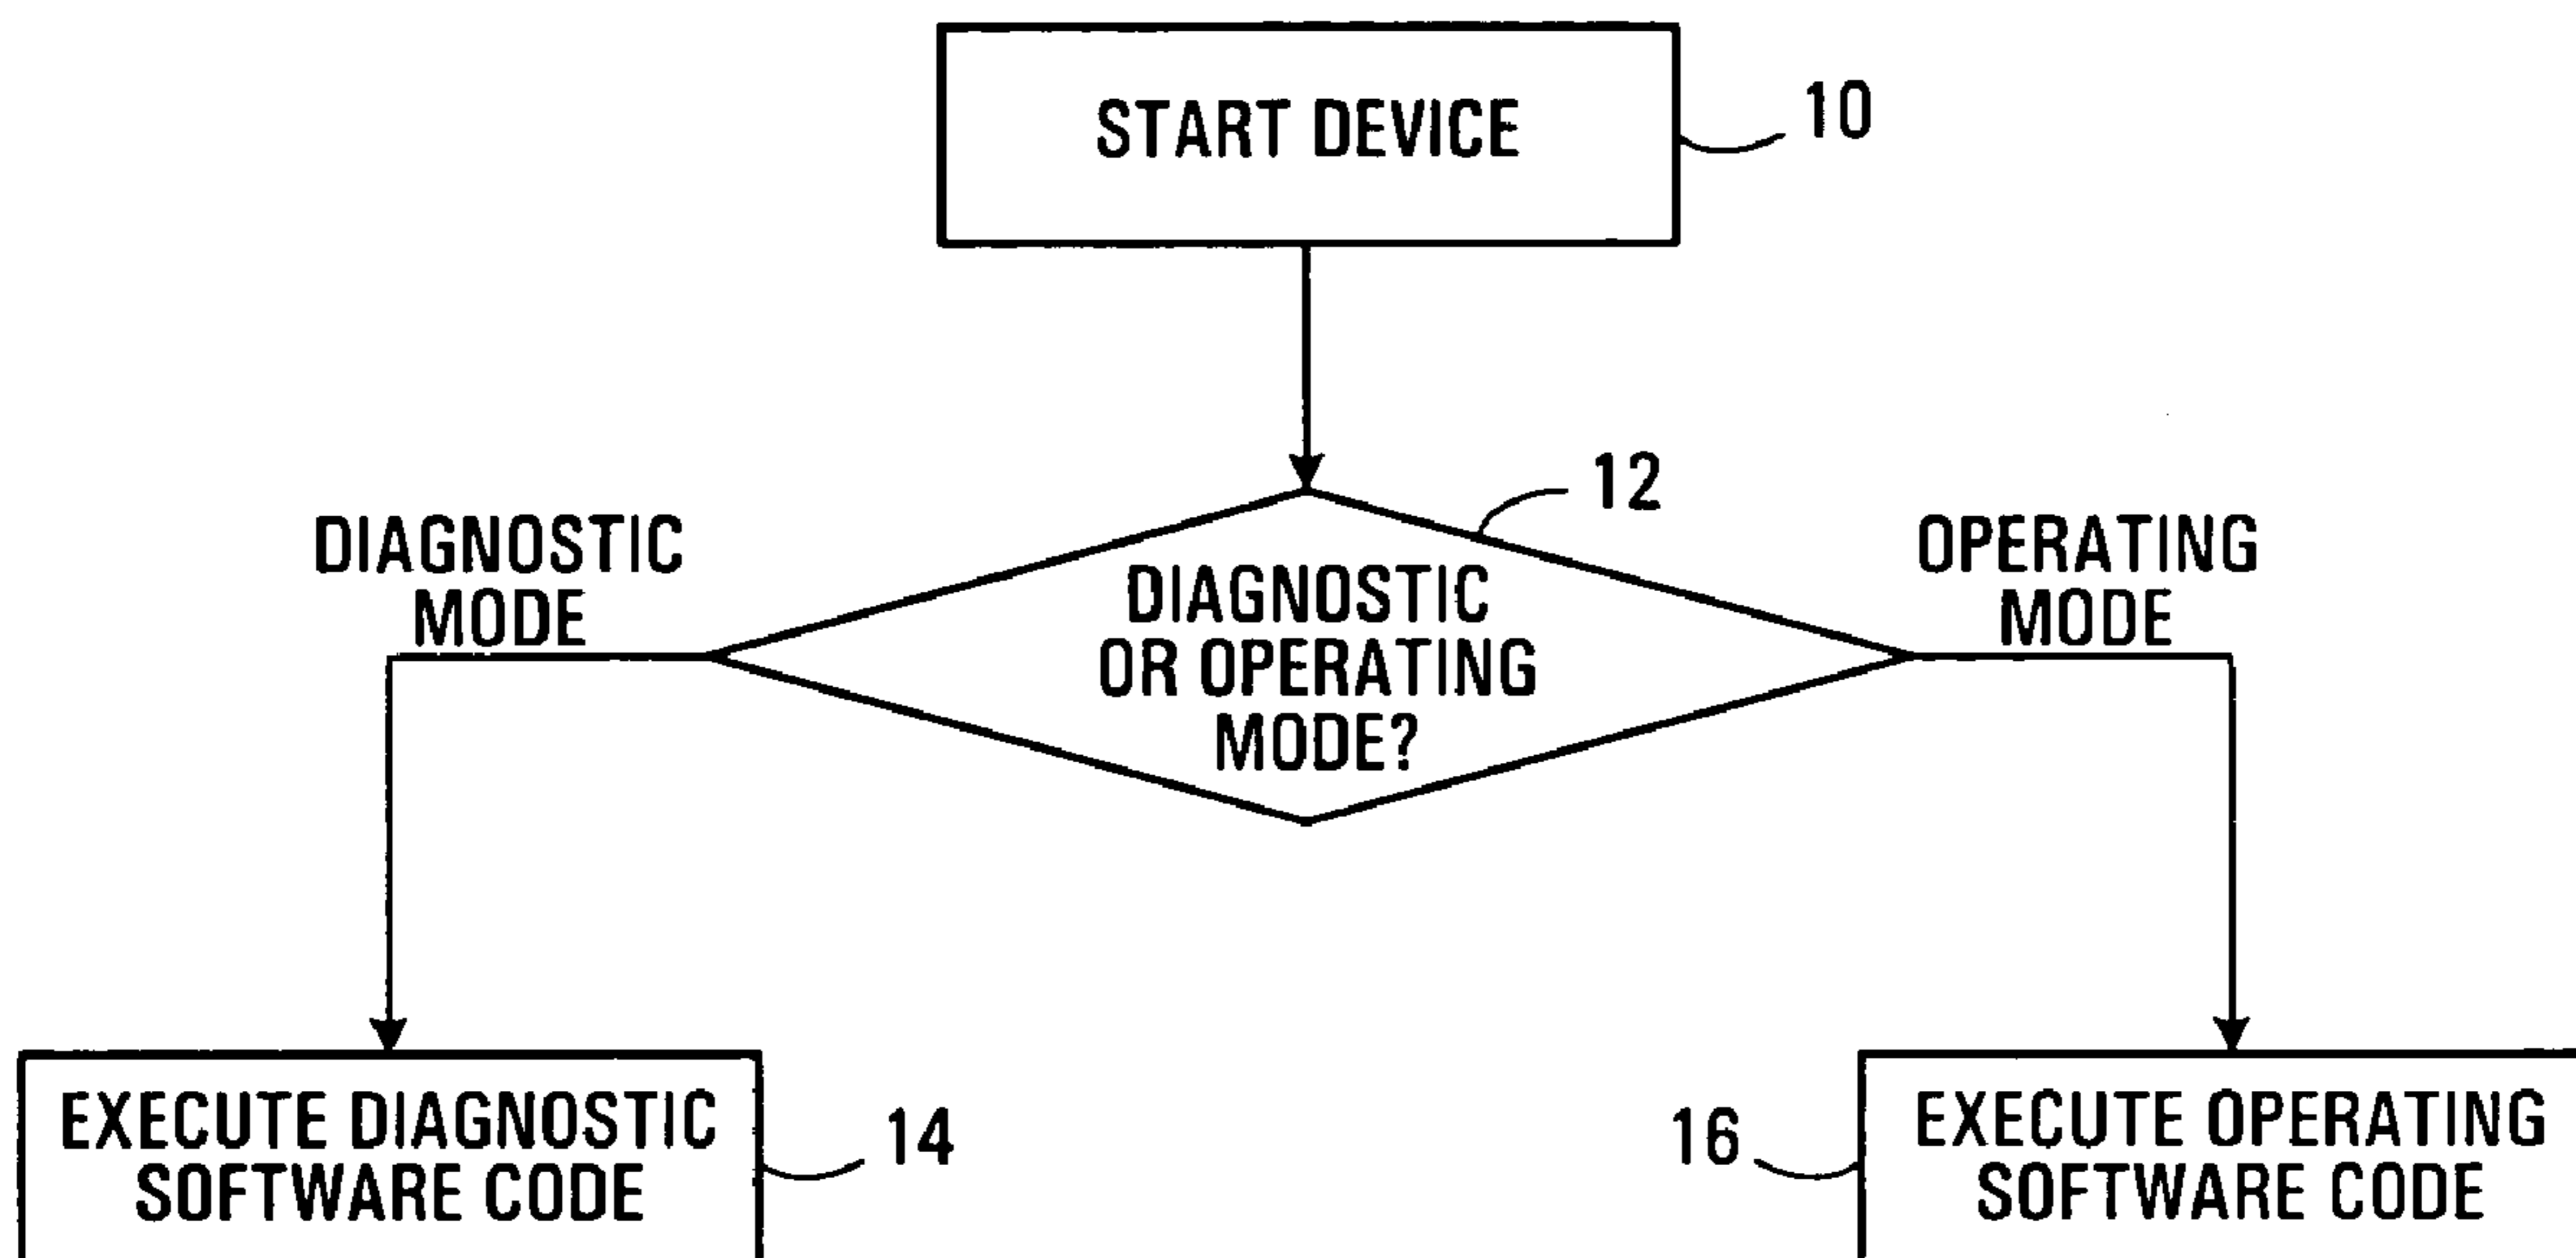 START DEVICE
10
12
DIAGNOSTIC
MODE
DIAGNOSTIC
OR OPERATING
MODE?
OPERATING
MODE
EXECUTE DIAGNOSTIC
SOFTWARE CODE
14
16
EXECUTE OPERATING
SOFTWARE CODE